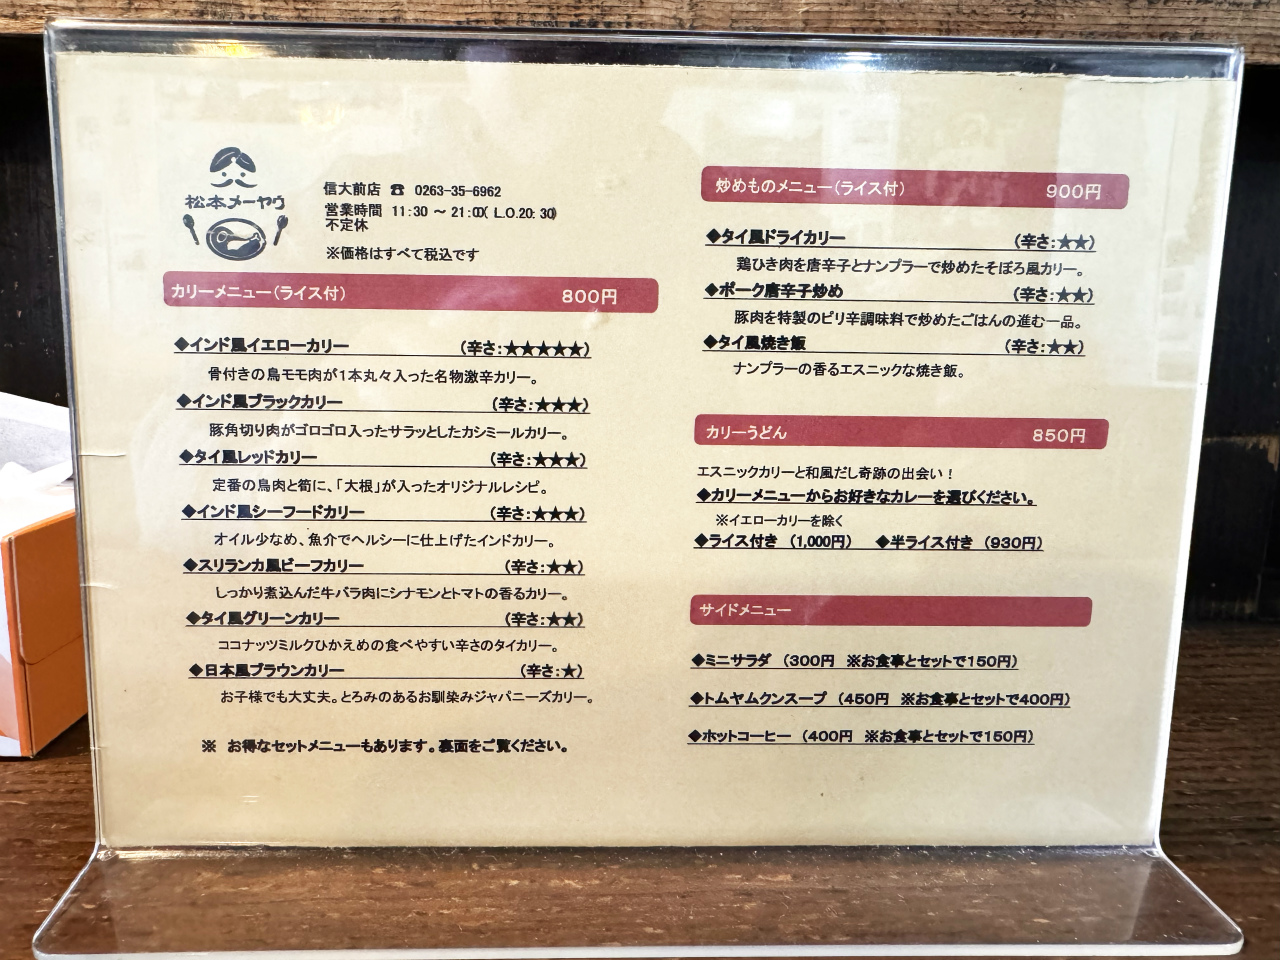 松本メーヤウ
信大前店 ☎ 0263-35-6962
営業時間 11:30 ～ 21:00( L.O.20:30)
不定休
※価格はすべて税込です
カリーメニュー(ライス付) 800円
◆インド風イエローカリー (辛さ:★★★★★)
骨付きの鳥モモ肉が1本丸々入った名物激辛カリー。
◆インド風ブラックカリー (辛さ:★★★)
豚角切り肉がゴロゴロ入ったサラッとしたカシミールカリー。
◆タイ風レッドカリー (辛さ:★★★)
定番の鳥肉と筍に、「大根」が入ったオリジナルレシピ。
◆インド風シーフードカリー (辛さ:★★★)
オイル少なめ、魚介でヘルシーに仕上げたインドカリー。
◆スリランカ風ビーフカリー (辛さ:★★)
しっかり煮込んだ牛バラ肉にシナモンとトマトの香るカリー。
◆タイ風グリーンカリー (辛さ:★★)
ココナッツミルクひかえめの食べやすい辛さのタイカリー。
◆日本風ブラウンカリー (辛さ:★)
お子様でも大丈夫。とろみのあるお馴染みジャパニーズカリー。
※ お得なセットメニューもあります。裏面をご覧ください。
炒めものメニュー(ライス付) 900円
◆タイ風ドライカリー (辛さ:★★)
鶏ひき肉を唐辛子とナンプラーで炒めたそぼろ風カリー。
◆ポーク唐辛子炒め (辛さ:★★)
豚肉を特製のピリ辛調味料で炒めたごはんの進む一品。
◆タイ風焼き飯 (辛さ:★★)
ナンプラーの香るエスニックな焼き飯。
カリーうどん 850円
エスニックカリーと和風だし奇跡の出会い！
◆カリーメニューからお好きなカレーを選びください。
※イエローカリーを除く
◆ライス付き (1,000円) ◆半ライス付き (930円)
サイドメニュー
◆ミニサラダ (300円 ※お食事とセットで150円)
◆トムヤムクンスープ (450円 ※お食事とセットで400円)
◆ホットコーヒー (400円 ※お食事とセットで150円)